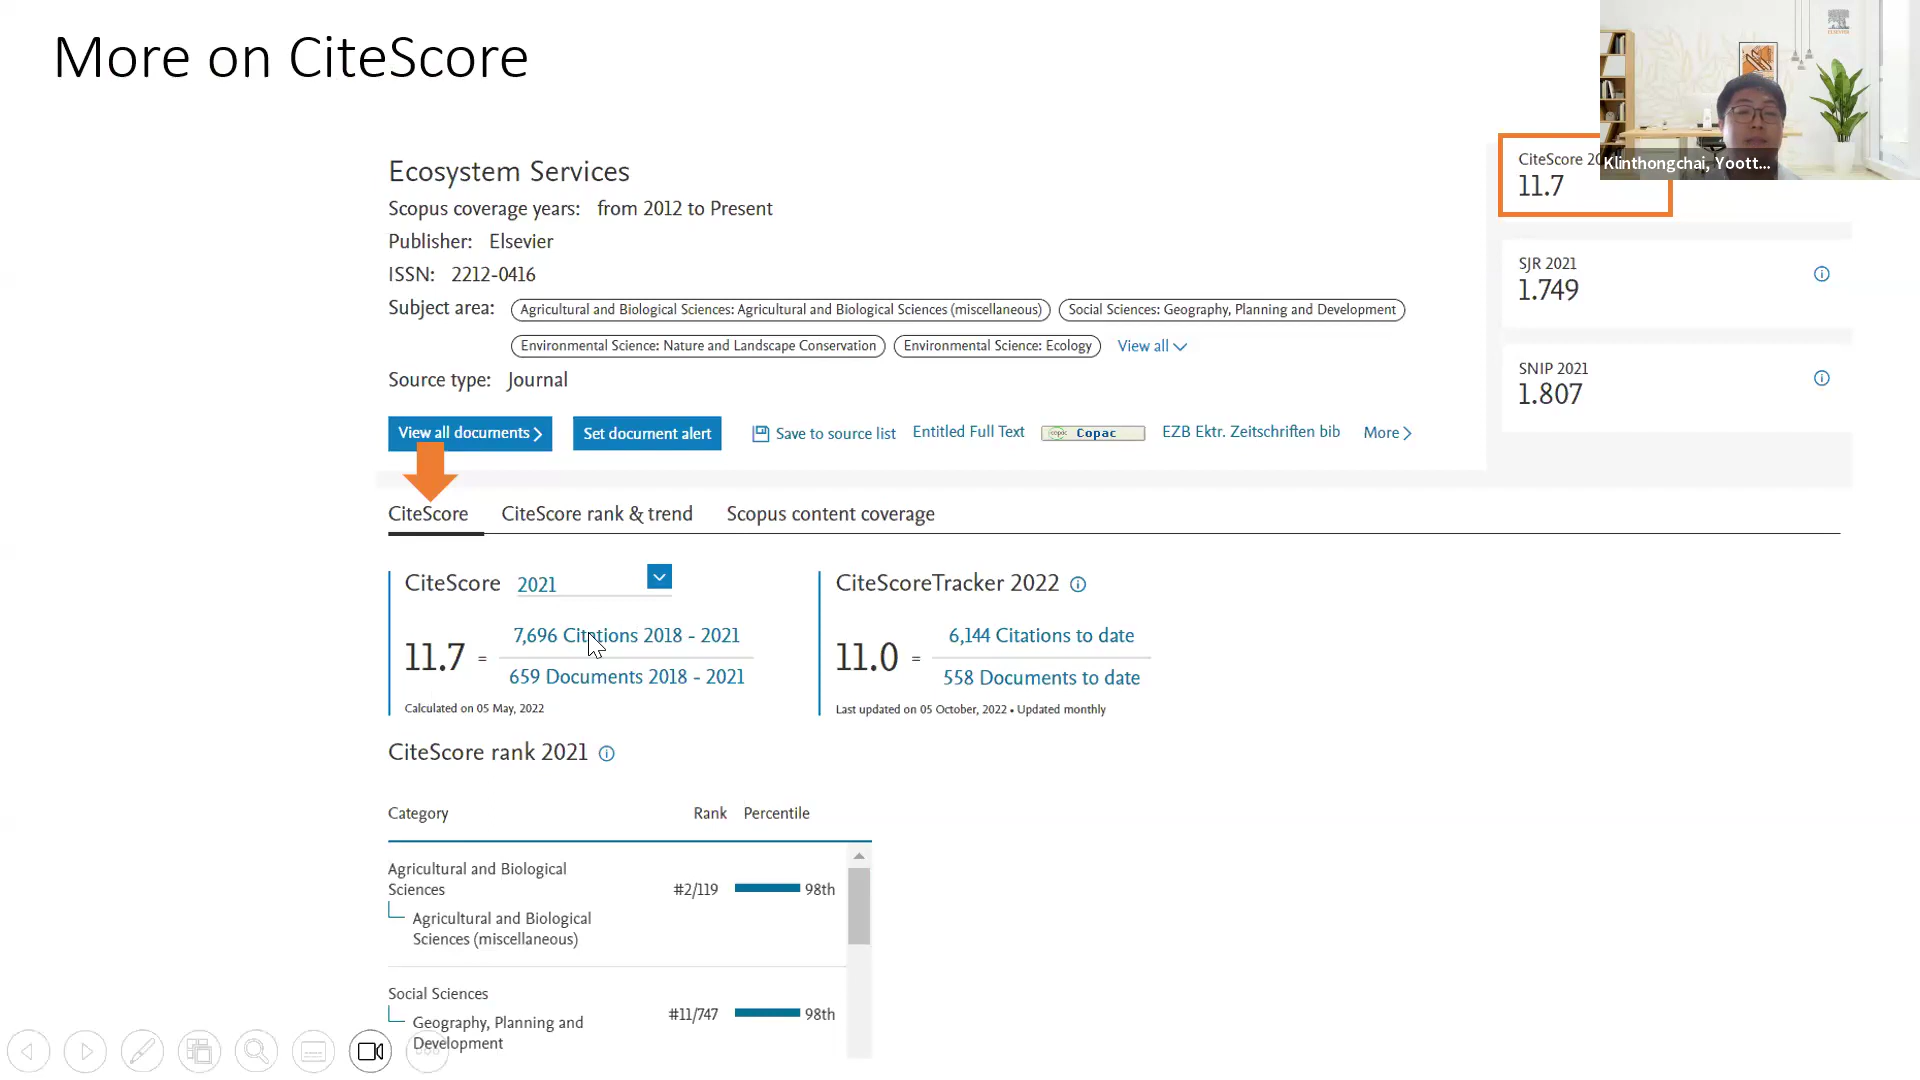 More on CiteScore
Klinthongchai, Yoott...
Ecosystem Services
Scopus coverage years: from 2012 to Present
Publisher: Elsevier
ISSN: 2212-0416
Subject area: Agricultural and Biological Sciences: Agricultural and Biological Sciences (miscellaneous) Social Sciences: Geography, Planning and Development
Environmental Science: Nature and Landscape Conservation Environmental Science: Ecology View all
Source type: Journal
View all documents Set document alert Save to source list Entitled Full Text Copac EZB Ektr. Zeitschriften bib More
CiteScore 20
11.7
SJR 2021
1.749
SNIP 2021
1.807
CiteScore CiteScore rank & trend Scopus content coverage
CiteScore 2021
11.7 = 7,696 Citations 2018 - 2021
659 Documents 2018 - 2021
Calculated on 05 May, 2022
CiteScoreTracker 2022
11.0 = 6,144 Citations to date
558 Documents to date
Last updated on 05 October, 2022 • Updated monthly
CiteScore rank 2021
Category Rank Percentile
Agricultural and Biological
Sciences
#2/119 98th
Agricultural and Biological
Sciences (miscellaneous)
Social Sciences
#11/747 98th
Geography, Planning and
Development